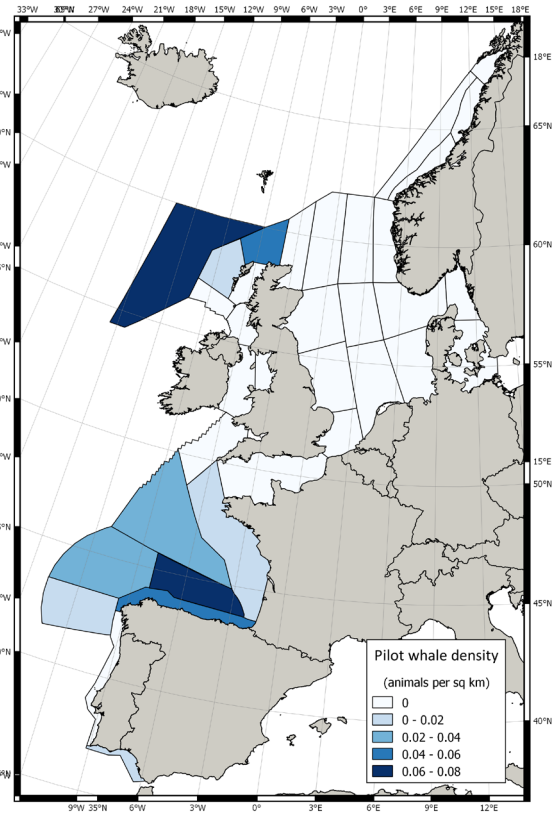 33°W 27°W 24°W 21°W 18°W 15°W 12°W 9°W 6°W 3°W 0° 3°E 6°E 9°E 12°E 15°E 18°E
18°E
65°N
60°N
55°N
15°E
50°N
45°N
40°N
Pilot whale density
(animals per sq km)
0
0 - 0.02
0.02 - 0.04
0.04 - 0.06
0.06 - 0.08
9°W 35°N 6°W 3°W 0° 3°E 6°E 9°E 12°E